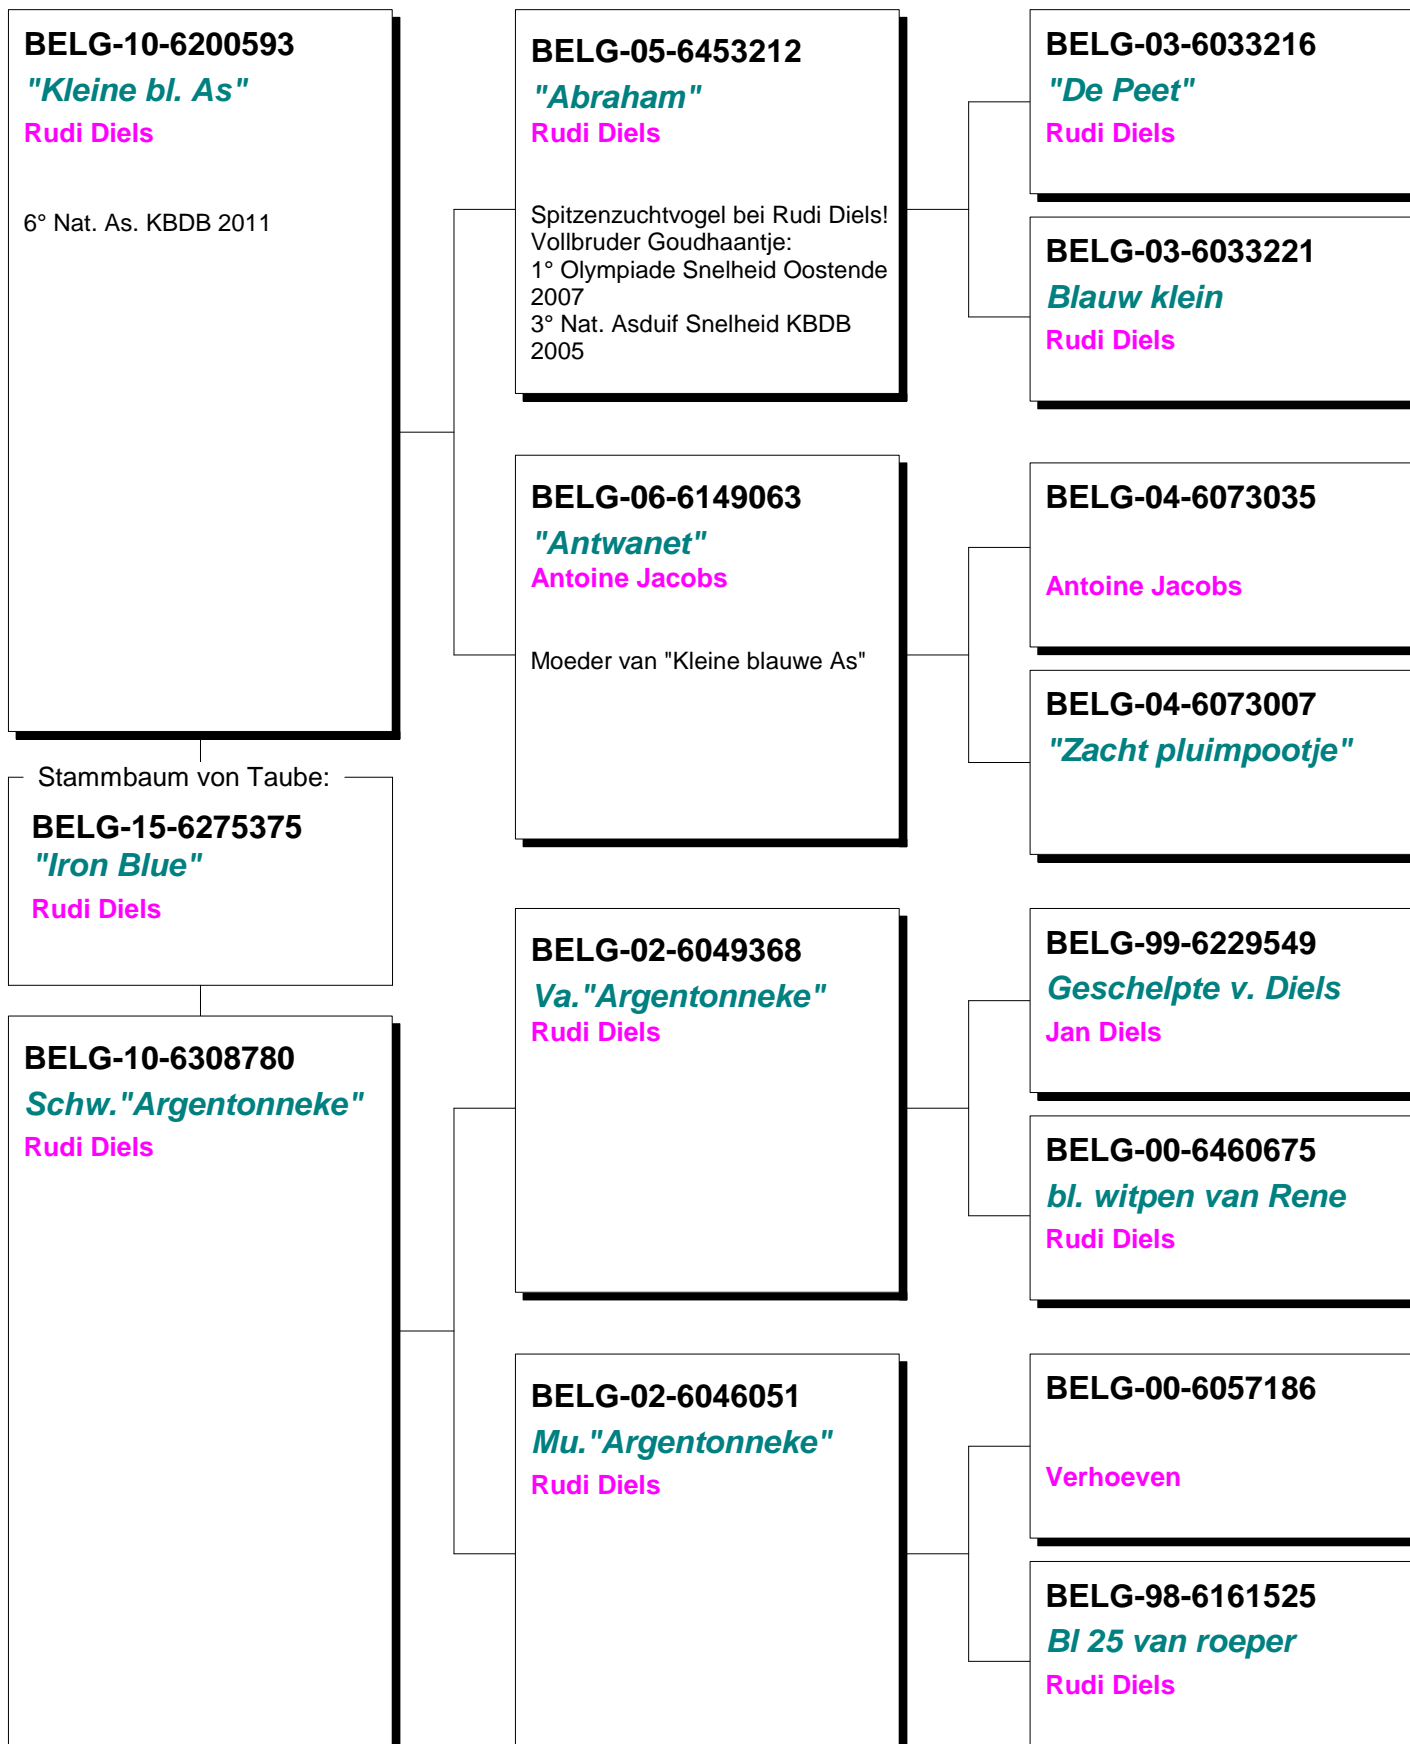 BELG-10-6200593
"Kleine bl. As"
Rudi Diels
6° Nat. As. KBDB 2011
Stammbaum von Taube:
BELG-15-6275375
"Iron Blue"
Rudi Diels
BELG-10-6308780
Schw."Argentonneke"
Rudi Diels
BELG-05-6453212
"Abraham"
Rudi Diels
Spitzenzuchtvogel bei Rudi Diels!
Vollbruder Goudhaantje:
1° Olympiade Snelheid Oostende
2007
3° Nat. Asduif Snelheid KBDB
2005
BELG-06-6149063
"Antwanet"
Antoine Jacobs
Moeder van "Kleine blauwe As"
BELG-02-6049368
Va."Argentonneke"
Rudi Diels
BELG-02-6046051
Mu."Argentonneke"
Rudi Diels
BELG-03-6033216
"De Peet"
Rudi Diels
BELG-03-6033221
Blauw klein
Rudi Diels
BELG-04-6073035
Antoine Jacobs
BELG-04-6073007
"Zacht pluimpootje"
BELG-99-6229549
Geschelpte v. Diels
Jan Diels
BELG-00-6460675
bl. witpen van Rene
Rudi Diels
BELG-00-6057186
Verhoeven
BELG-98-6161525
Bl 25 van roeper
Rudi Diels